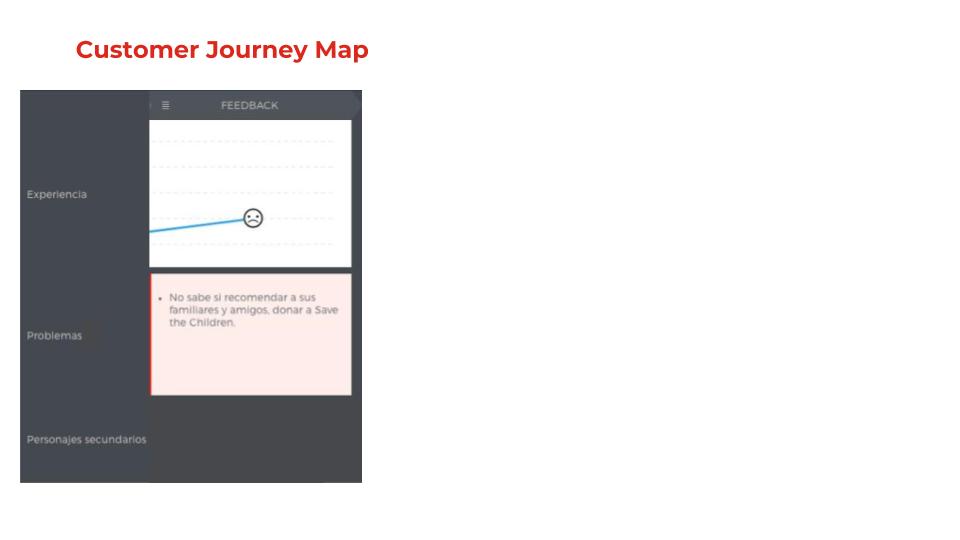 Customer Journey Map
FEEDBACK
Experiencia
Problemas
• No sabe si recomendar a sus
familiares y amigos, donar a Save
the Children.
Personajes secundarios